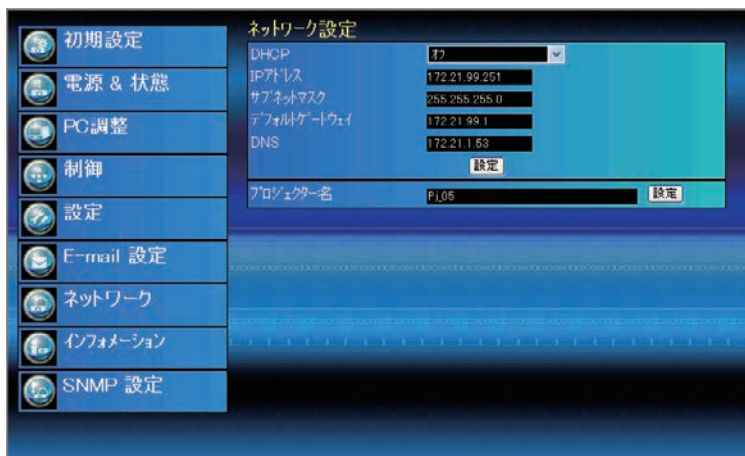 初期設定
電源 & 状態
PC調整
制御
設定
E-mail 設定
ネットワーク
インフォメーション
SNMP 設定
ネットワーク設定
DHCP オフ
IPアドレス 172.21.99.251
サブネットマスク 255.255.255.0
デフォルトゲートウェイ 172.21.99.1
DNS 172.21.1.53
設定
プロジェクター名 Pj_05 設定